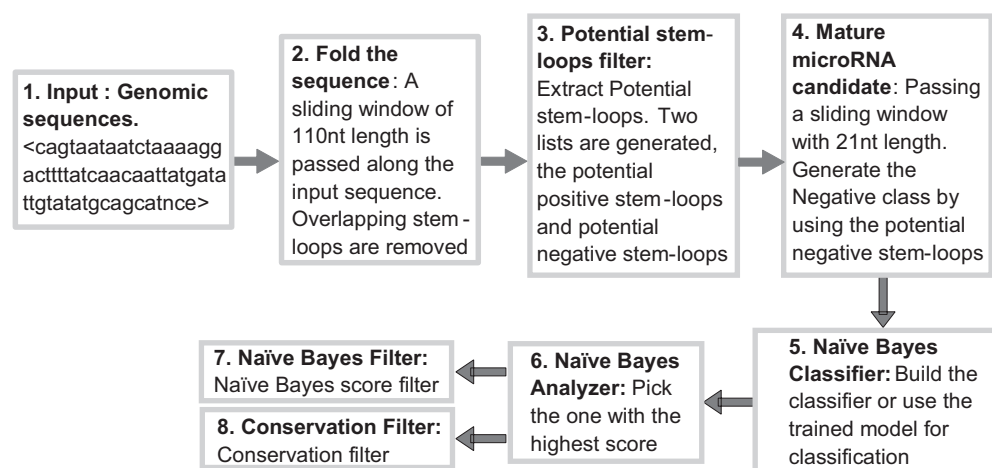 1. Input : Genomic
sequences.
<cagtaataatctaaaaagg
acttttatcaacaattatgata
ttgtatatgcagcatnce>
2. Fold the
sequence: A
sliding window of
110nt length is
passed along the
input sequence.
Overlapping stem-
loops are removed
3. Potential stem-
loops filter:
Extract Potential
stem-loops. Two
lists are generated,
the potential
positive stem-loops
and potential
negative stem-loops
4. Mature
microRNA
candidate: Passing
a sliding window
with 21nt length.
Generate the
Negative class by
using the potential
negative stem-loops
5. Naïve Bayes
Classifier: Build the
classifier or use the
trained model for
classification
6. Naïve Bayes
Analyzer: Pick
the one with the
highest score
7. Naïve Bayes Filter:
Naïve Bayes score filter
8. Conservation Filter:
Conservation filter